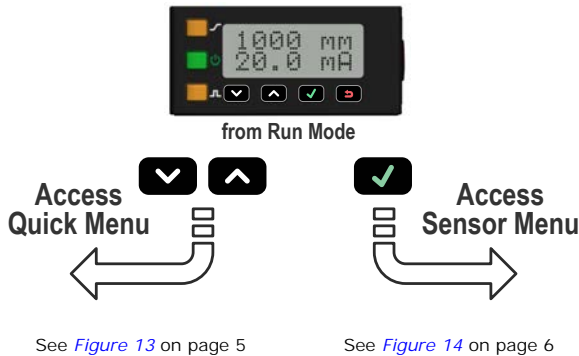 1000 mm
20.0 mA
from Run Mode
Access
Quick Menu
Access
Sensor Menu
See Figure 13 on page 5
See Figure 14 on page 6